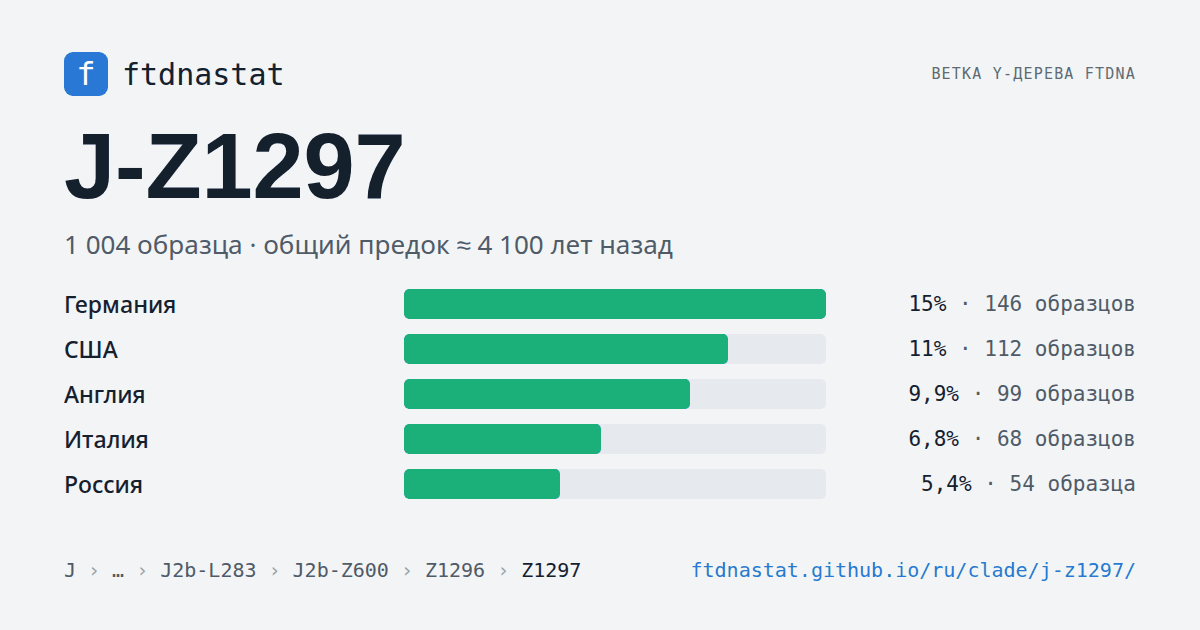 f ftdnastat
ВЕТКА Y-ДЕРЕВА FTDNA
J-Z1297
1 004 образца · общий предок ≈ 4 100 лет назад
Германия 15% · 146 образцов
США 11% · 112 образцов
Англия 9,9% · 99 образцов
Италия 6,8% · 68 образцов
Россия 5,4% · 54 образца
J › … › J2b-L283 › J2b-Z600 › Z1296 › Z1297
ftdnastat.github.io/ru/clade/j-z1297/